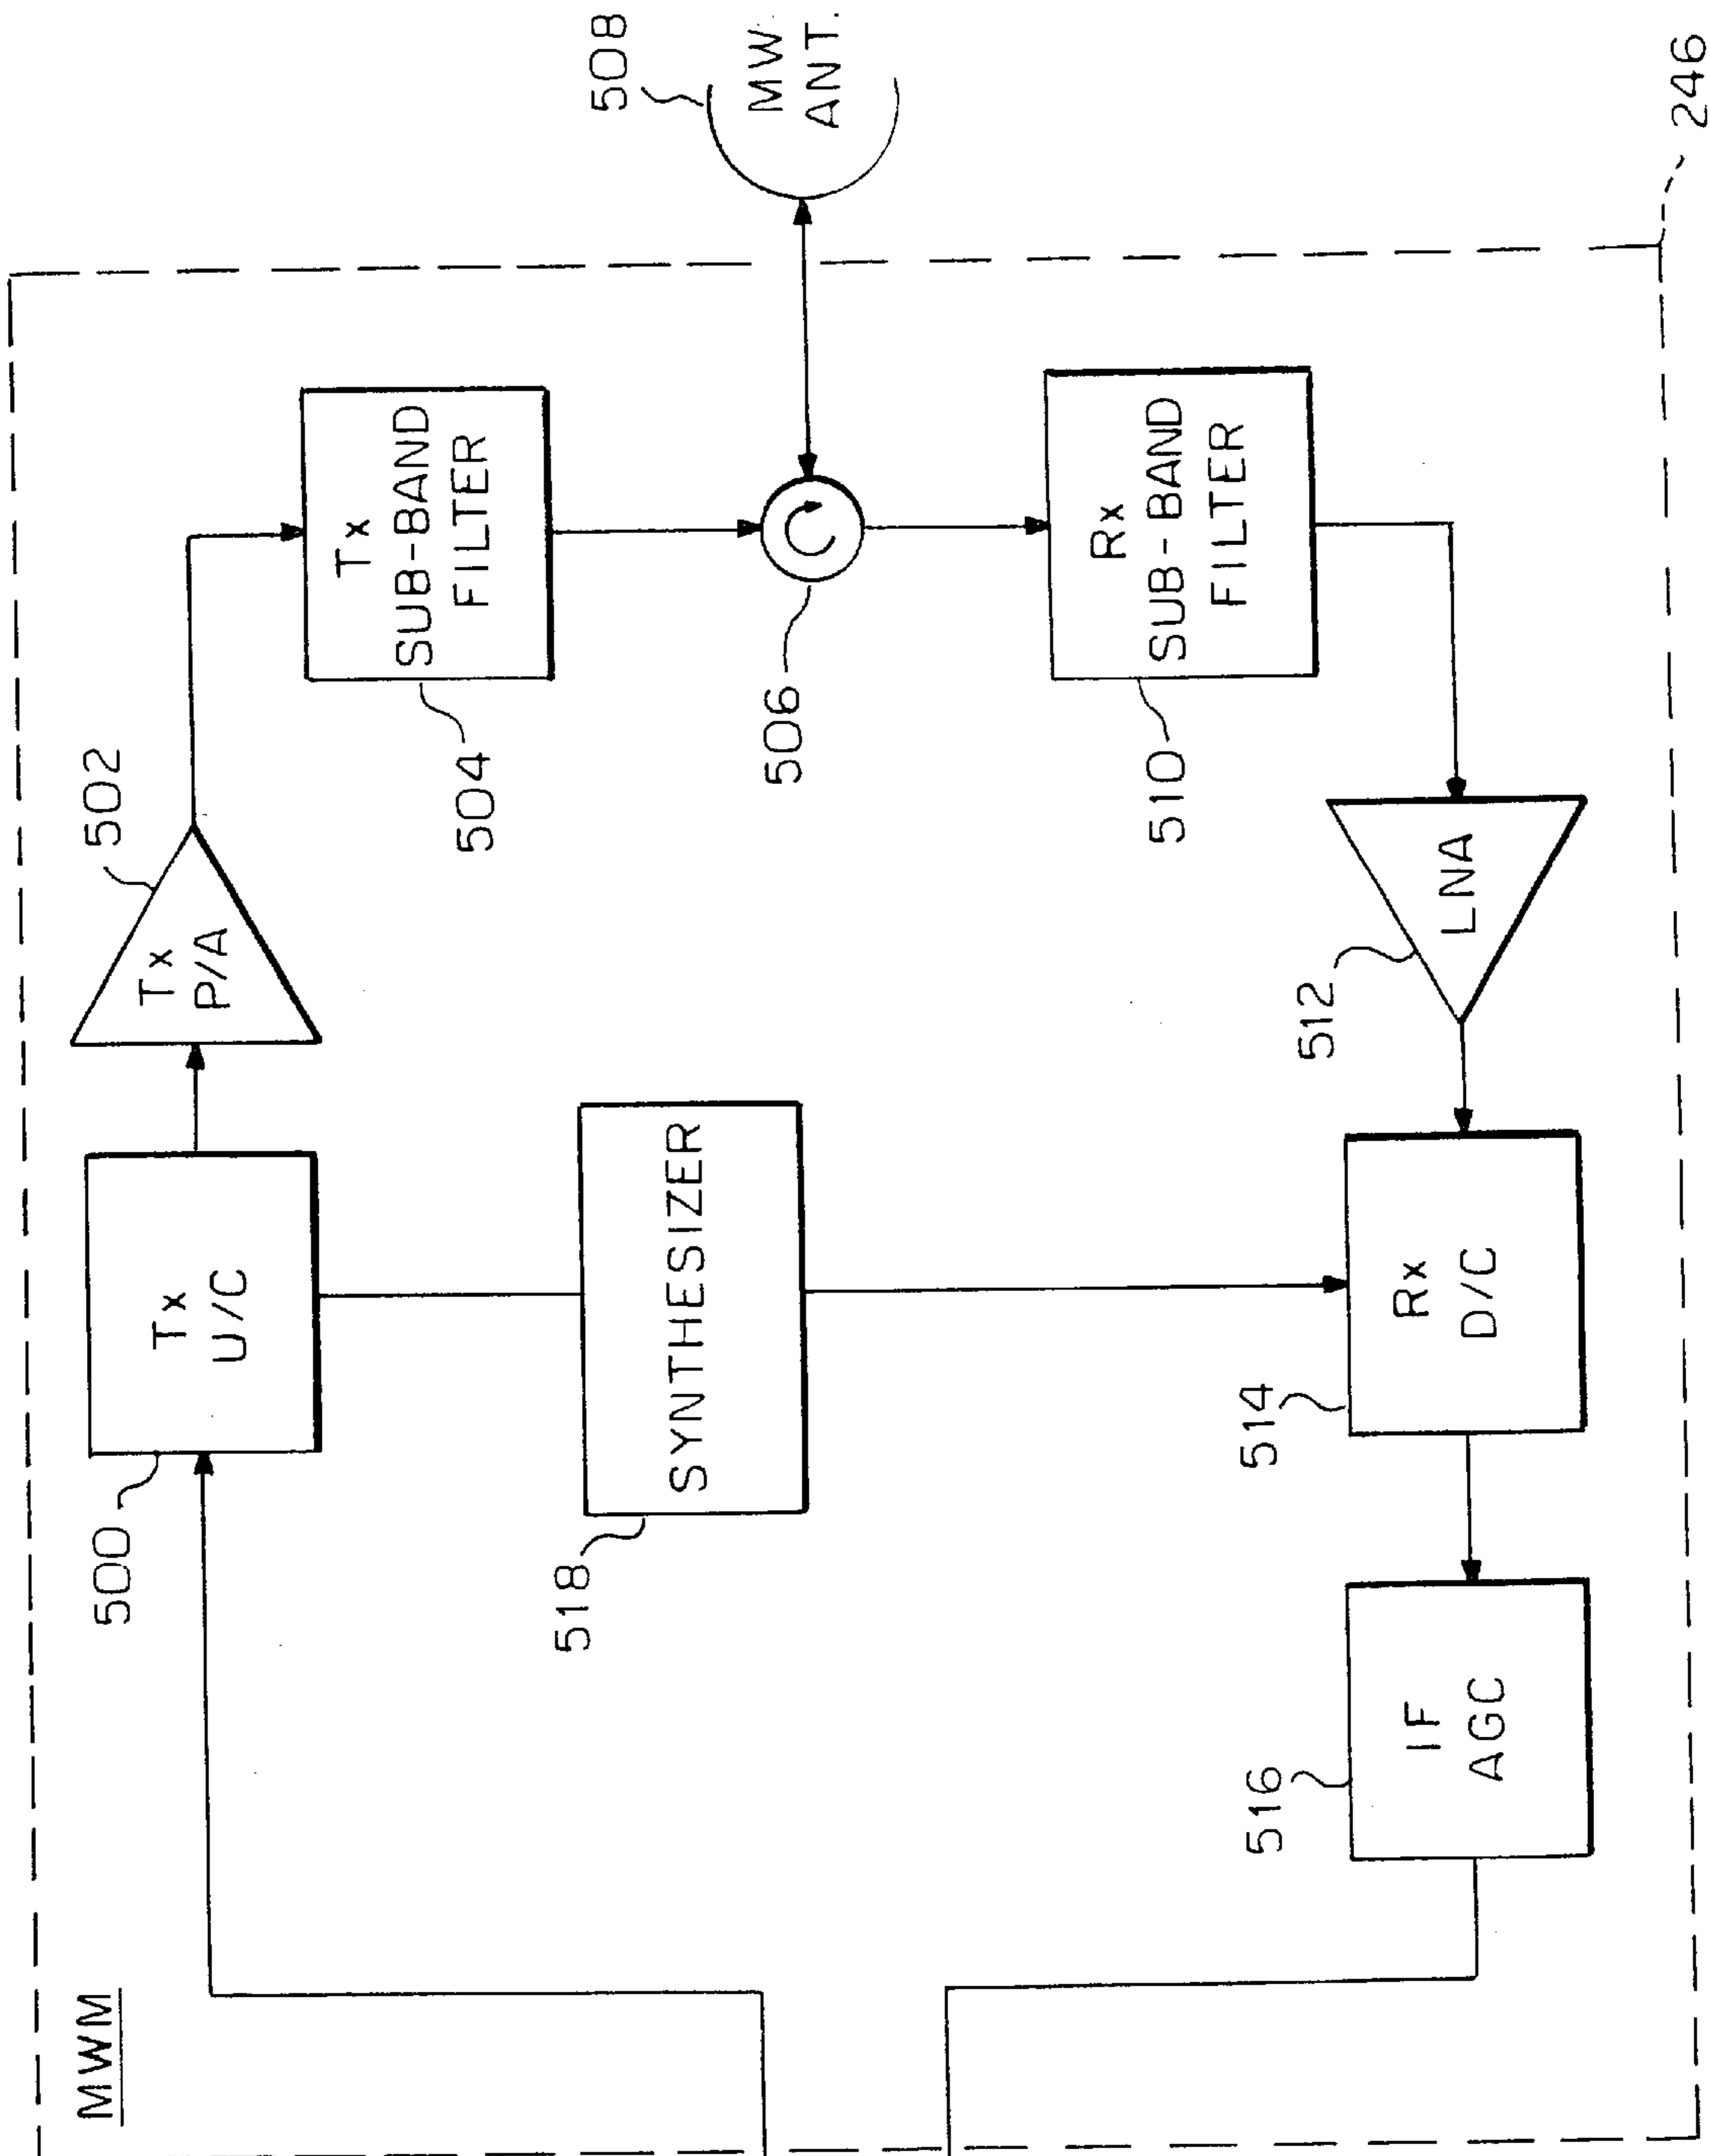 MWM
500
Tx
U/C
502
Tx
P/A
504
Tx
SUB-BAND
FILTER
518
SYNTHESIZER
506
508
MW
ANT.
516
IF
AGC
514
Rx
D/C
512
LNA
510
Rx
SUB-BAND
FILTER
246